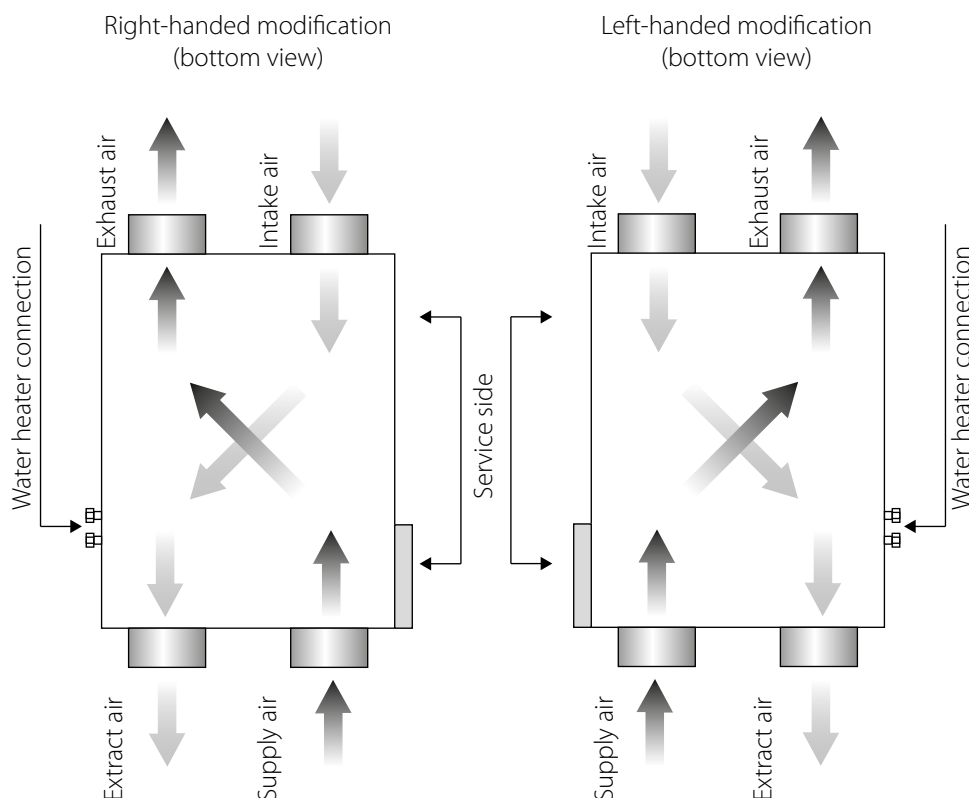 Right-handed modification
(bottom view)
Left-handed modification
(bottom view)
Exhaust air
Intake air
Intake air
Exhaust air
Water heater connection
Service side
Water heater connection
Extract air
Supply air
Supply air
Extract air